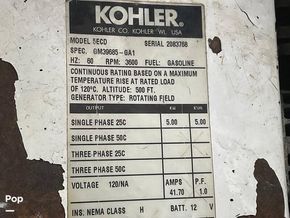 KOHLER
KOHLER CO. KOHLER WI. USA
MODEL 5ECD SERIAL 2083768
SPEC. GM39685-GA1
HZ: 60 RPM: 3600 FUEL: GASOLINE
CONTINUOUS RATING BASED ON A MAXIMUM
TEMPERATURE RISE AT RATED LOAD
OF 120°C. ALTITUDE: 500 FT.
GENERATOR TYPE: ROTATING FIELD
OUTPUT KW KVA
SINGLE PHASE 25C 5.00 5.00
SINGLE PHASE 50C
THREE PHASE 25C
THREE PHASE 50C
VOLTAGE 120/NA AMPS P.F.
41.70 1.0
INS. NEMA CLASS H BATT. 12 V
Pop